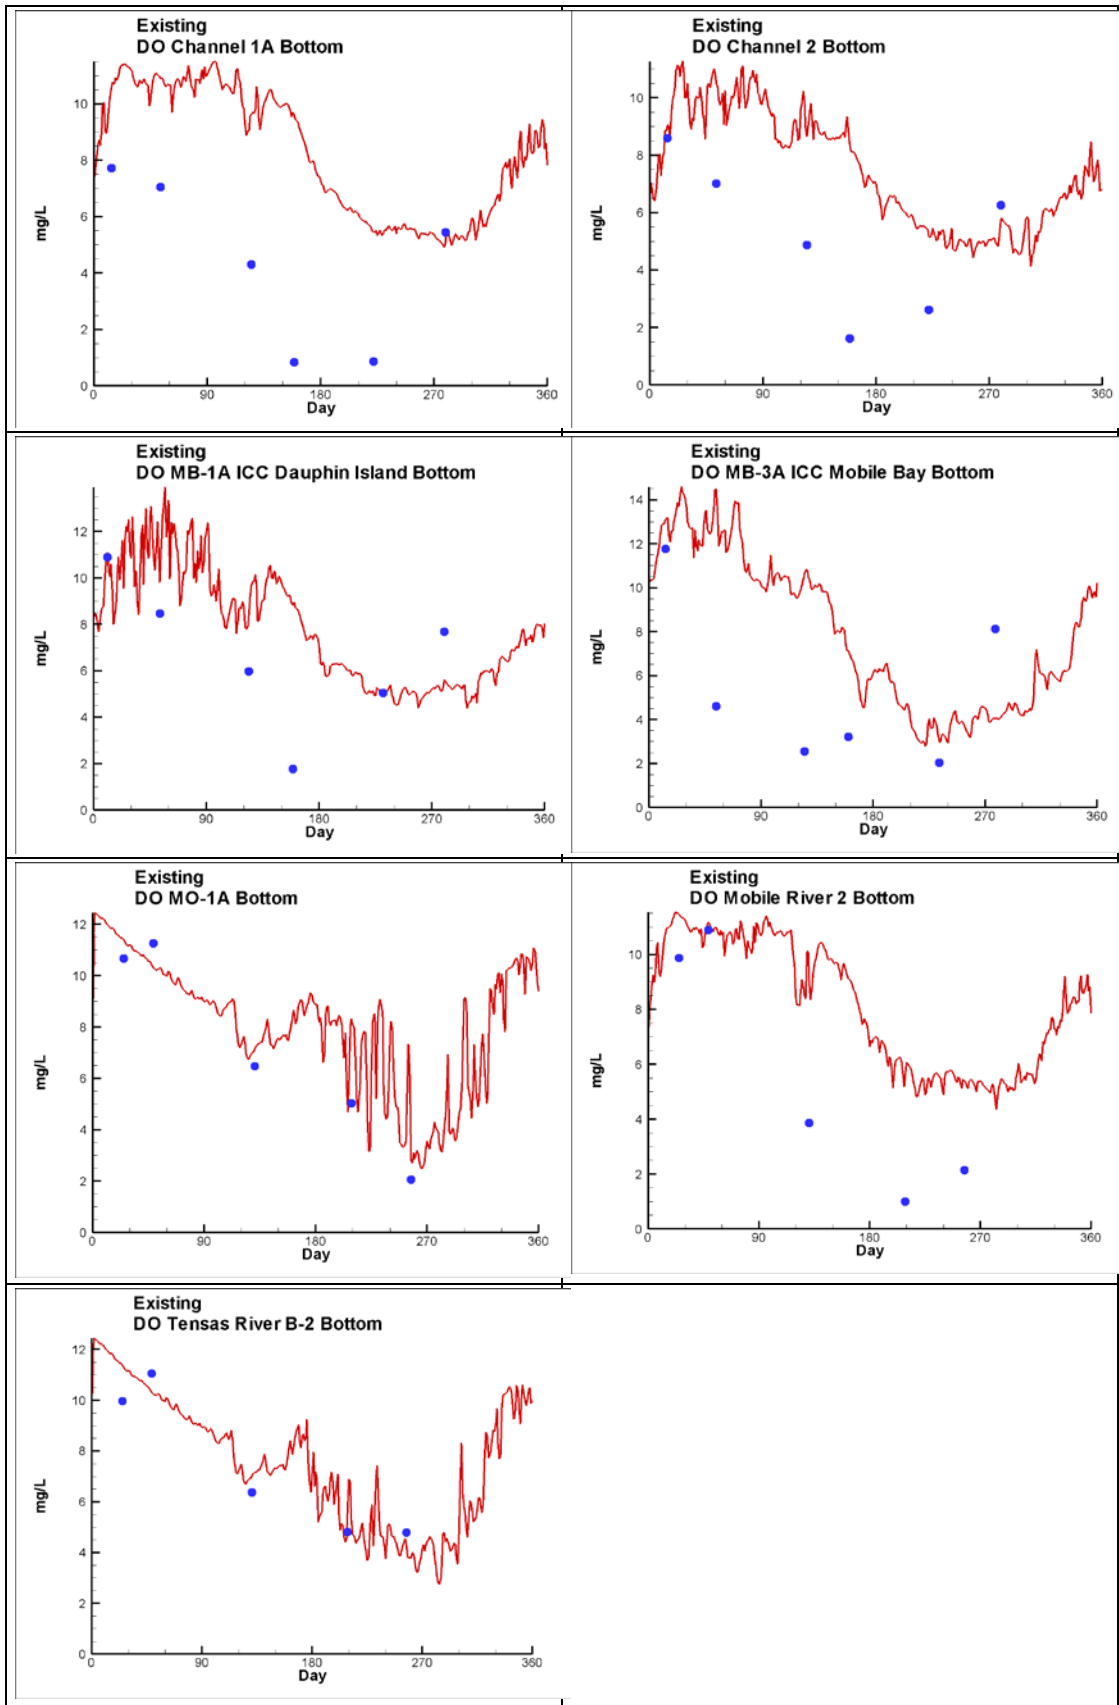 Existing
DO Channel 1A Bottom
10
8
6
4
2
0
mg/L
0 90 180 270 360
Day
Existing
DO Channel 2 Bottom
10
8
6
4
2
0
mg/L
0 90 180 270 360
Day
Existing
DO MB-1A ICC Dauphin Island Bottom
12
10
8
6
4
2
0
mg/L
0 90 180 270 360
Day
Existing
DO MB-3A ICC Mobile Bay Bottom
14
12
10
8
6
4
2
0
mg/L
0 90 180 270 360
Day
Existing
DO MO-1A Bottom
12
10
8
6
4
2
0
mg/L
0 90 180 270 360
Day
Existing
DO Mobile River 2 Bottom
10
8
6
4
2
0
mg/L
0 90 180 270 360
Day
Existing
DO Tensas River B-2 Bottom
12
10
8
6
4
2
0
mg/L
0 90 180 270 360
Day